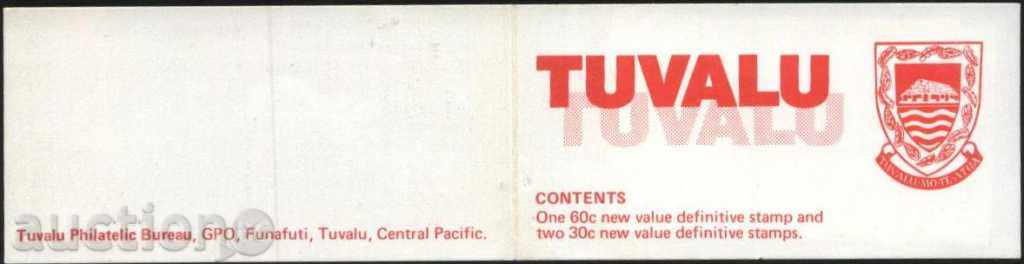 Tuvalu Philatelic Bureau, GPO, Funafuti, Tuvalu, Central Pacific.
TUVALU
TUVALU
TUVALU·MO·TE·ATUA
CONTENTS
One 60c new value definitive stamp and
two 30c new value definitive stamps.
auction